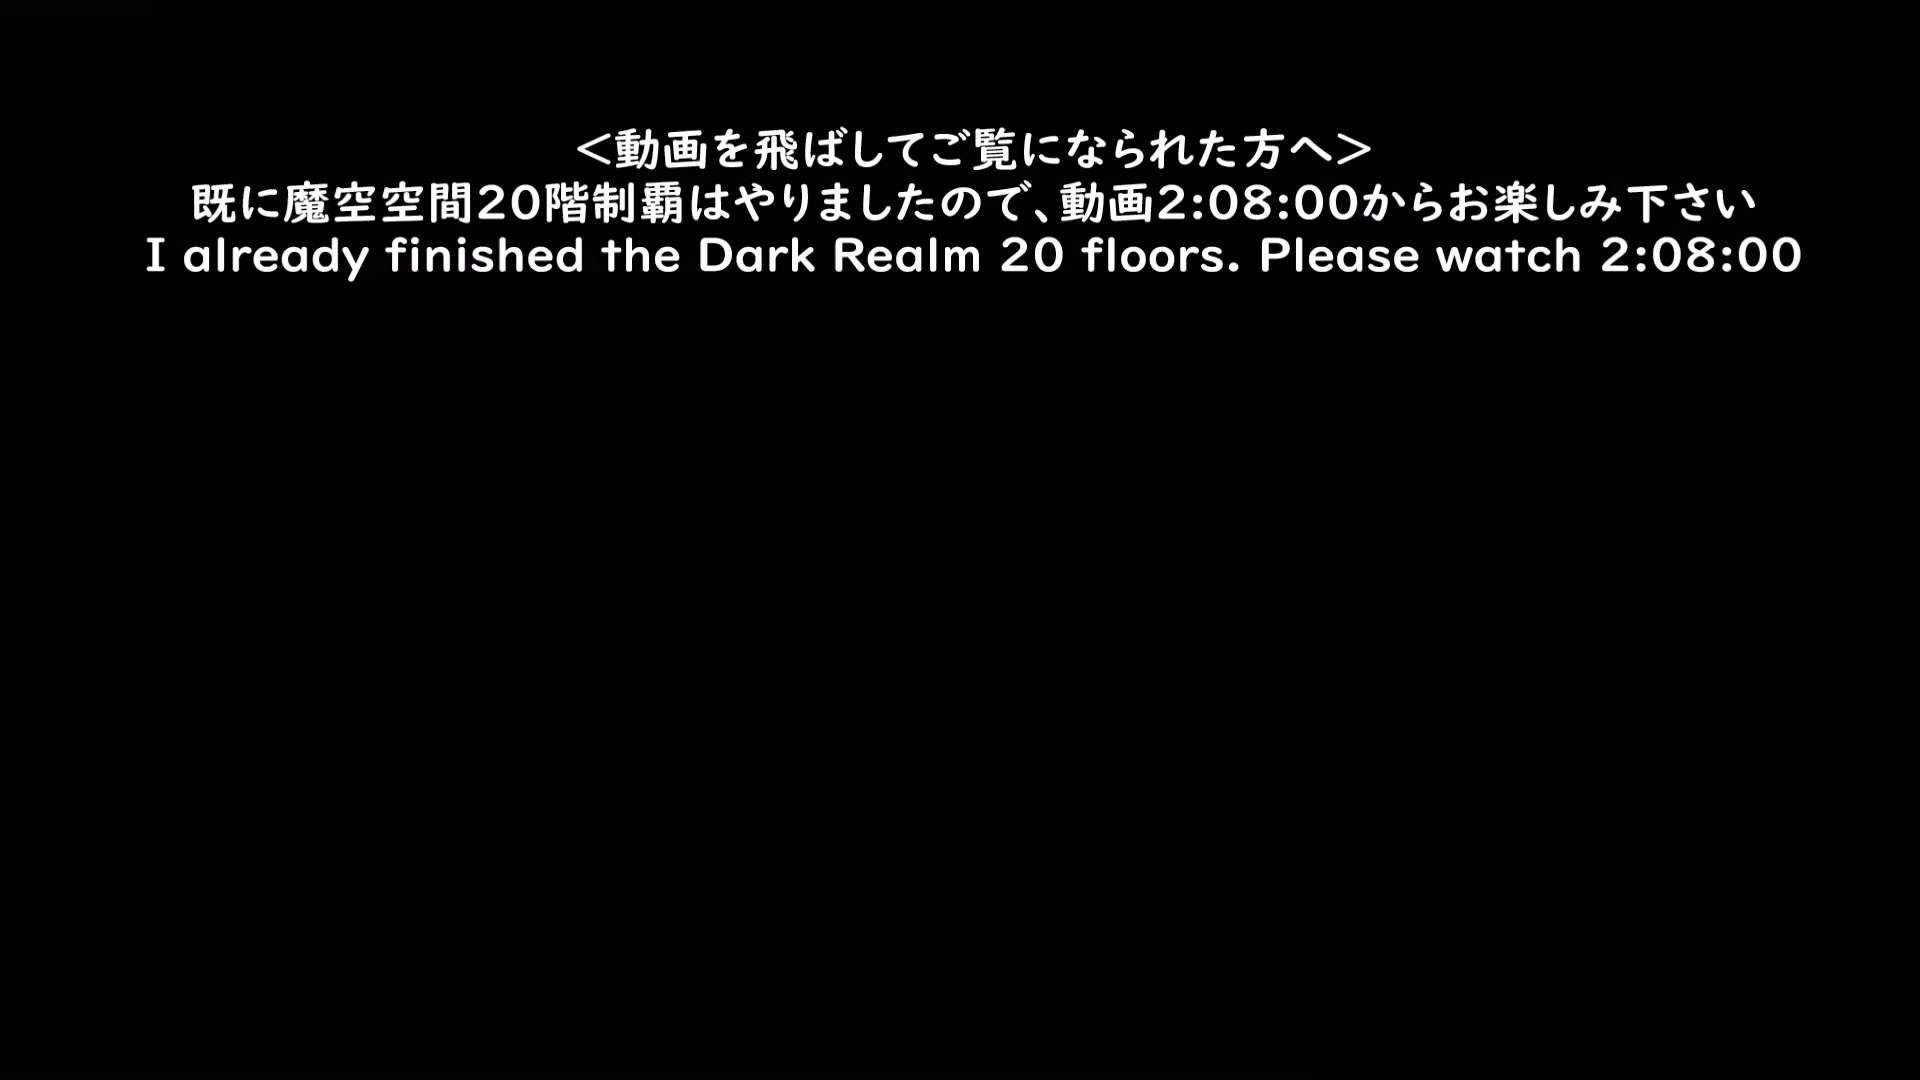 <動画を飛ばしてご覧になられた方へ>
既に魔空空間20階制覇はやりましたので、動画2:08:00からお楽しみ下さい
I already finished the Dark Realm 20 floors. Please watch 2:08:00